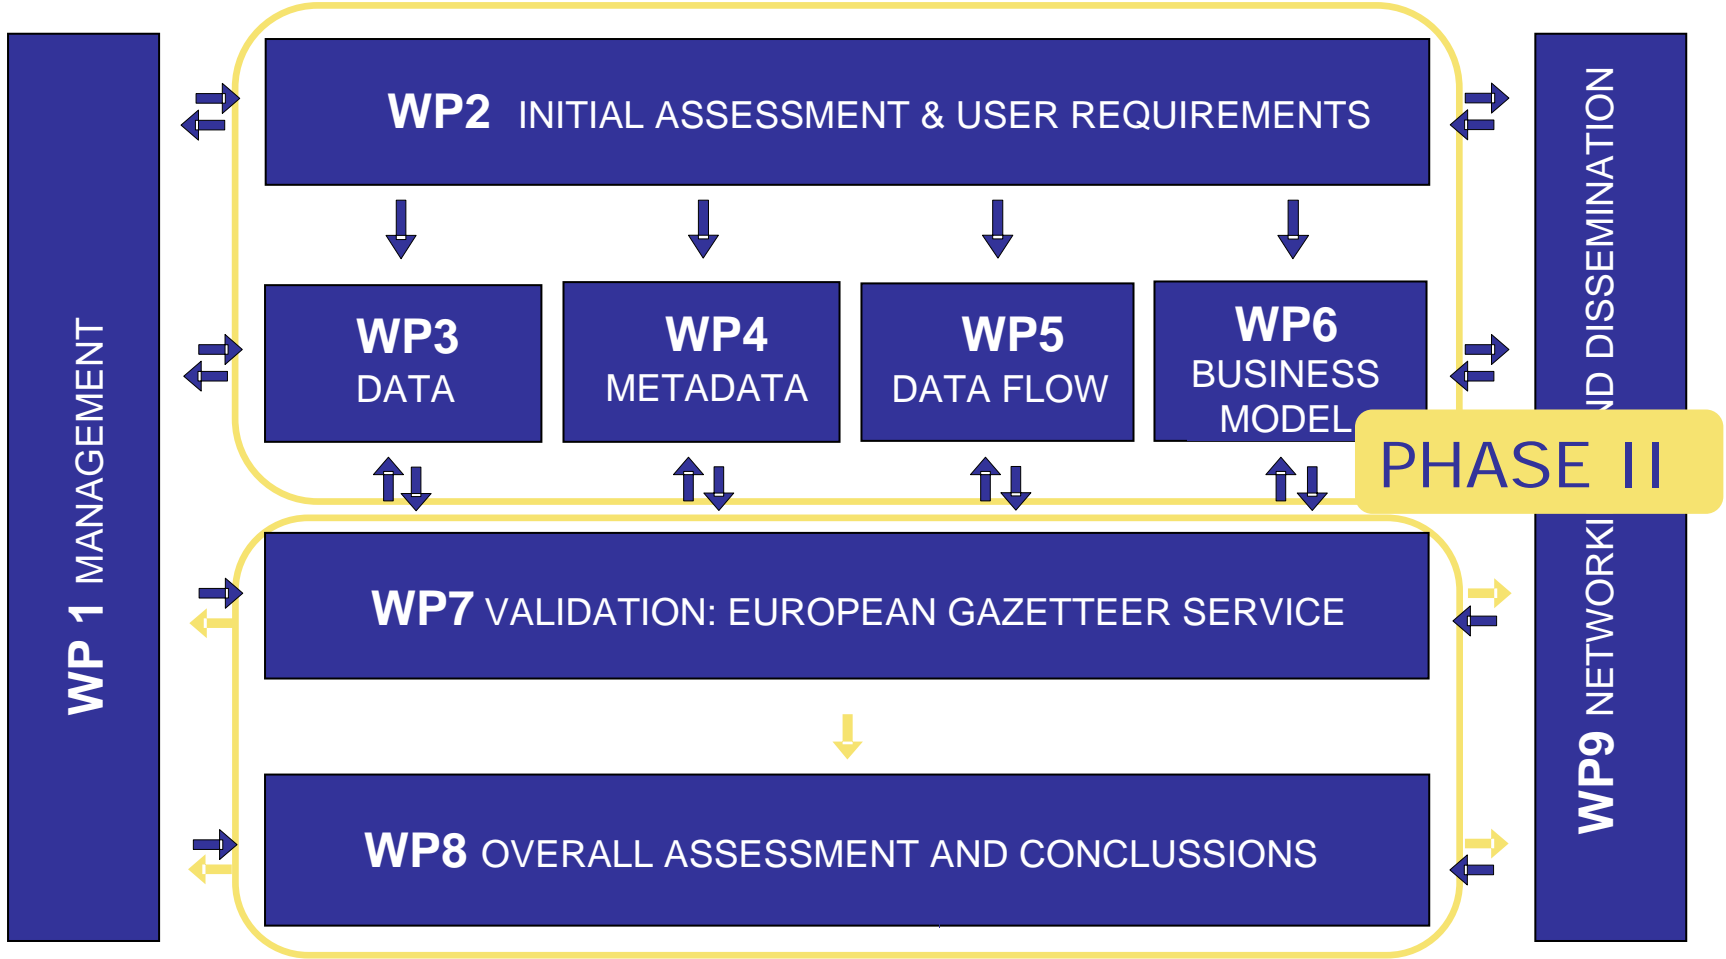 WP 1 MANAGEMENT
WP2 INITIAL ASSESSMENT & USER REQUIREMENTS
WP3
DATA
WP4
METADATA
WP5
DATA FLOW
WP6
BUSINESS
MODEL
PHASE II
WP7 VALIDATION: EUROPEAN GAZETTEER SERVICE
WP8 OVERALL ASSESSMENT AND CONCLUSSIONS
WP9 NETWORKI ND DISSEMINATION